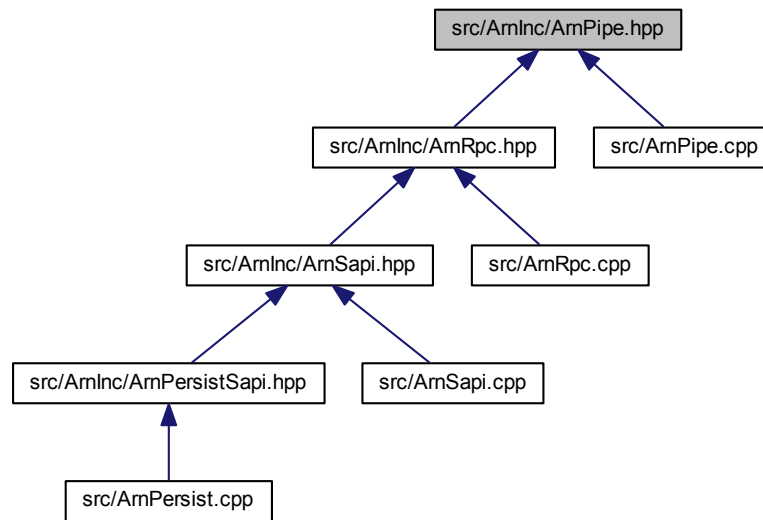 src/ArnInc/ArnPipe.hpp
src/ArnInc/ArnRpc.hpp
src/ArnPipe.cpp
src/ArnInc/ArnSapi.hpp
src/ArnRpc.cpp
src/ArnInc/ArnPersistSapi.hpp
src/ArnSapi.cpp
src/ArnPersist.cpp